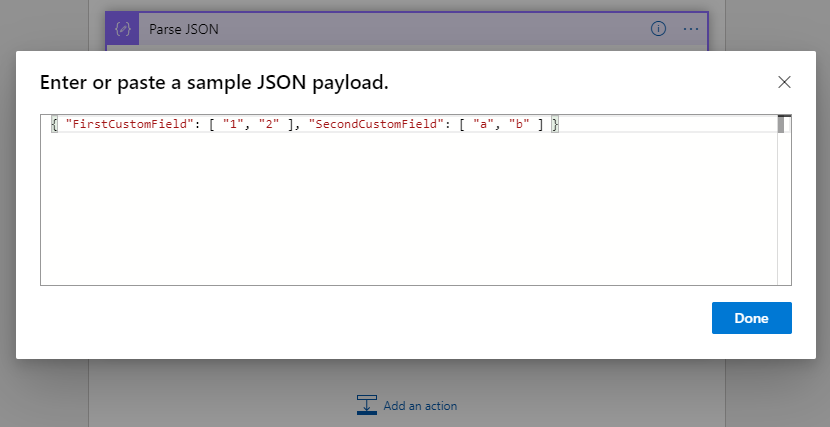 Parse JSON
Enter or paste a sample JSON payload.
{ "FirstCustomField": [ "1", "2" ], "SecondCustomField": [ "a", "b" ] }
Done
Add an action